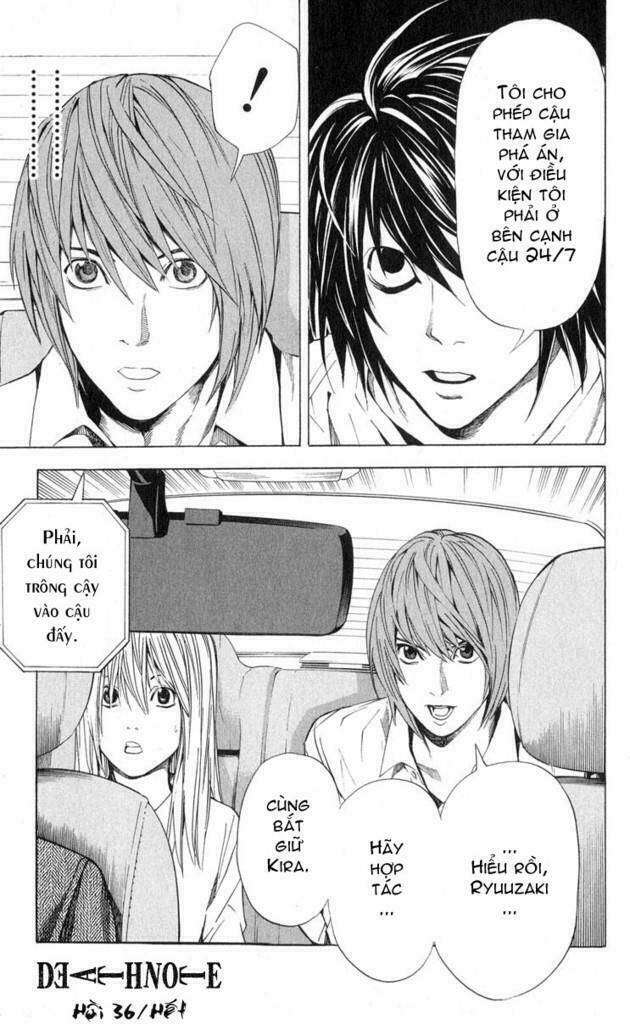 TÔI CHO
PHÉP CẬU
THAM GIA
PHÁ ÁN,
VỚI ĐIỀU
KIỆN TÔI
PHẢI Ở
BÊN CẠNH
CẬU 24/7
!
PHẢI,
CHÚNG TÔI
TRÔNG CẬY
VÀO CẬU
ĐẤY.
...
HIỂU RỒI,
RYUUZAKI
HÃY
HỢP
TÁC
...
CÙNG
BẮT
GIỮ
KIRA.
DEATH NOTE
Hồi 36/Hết